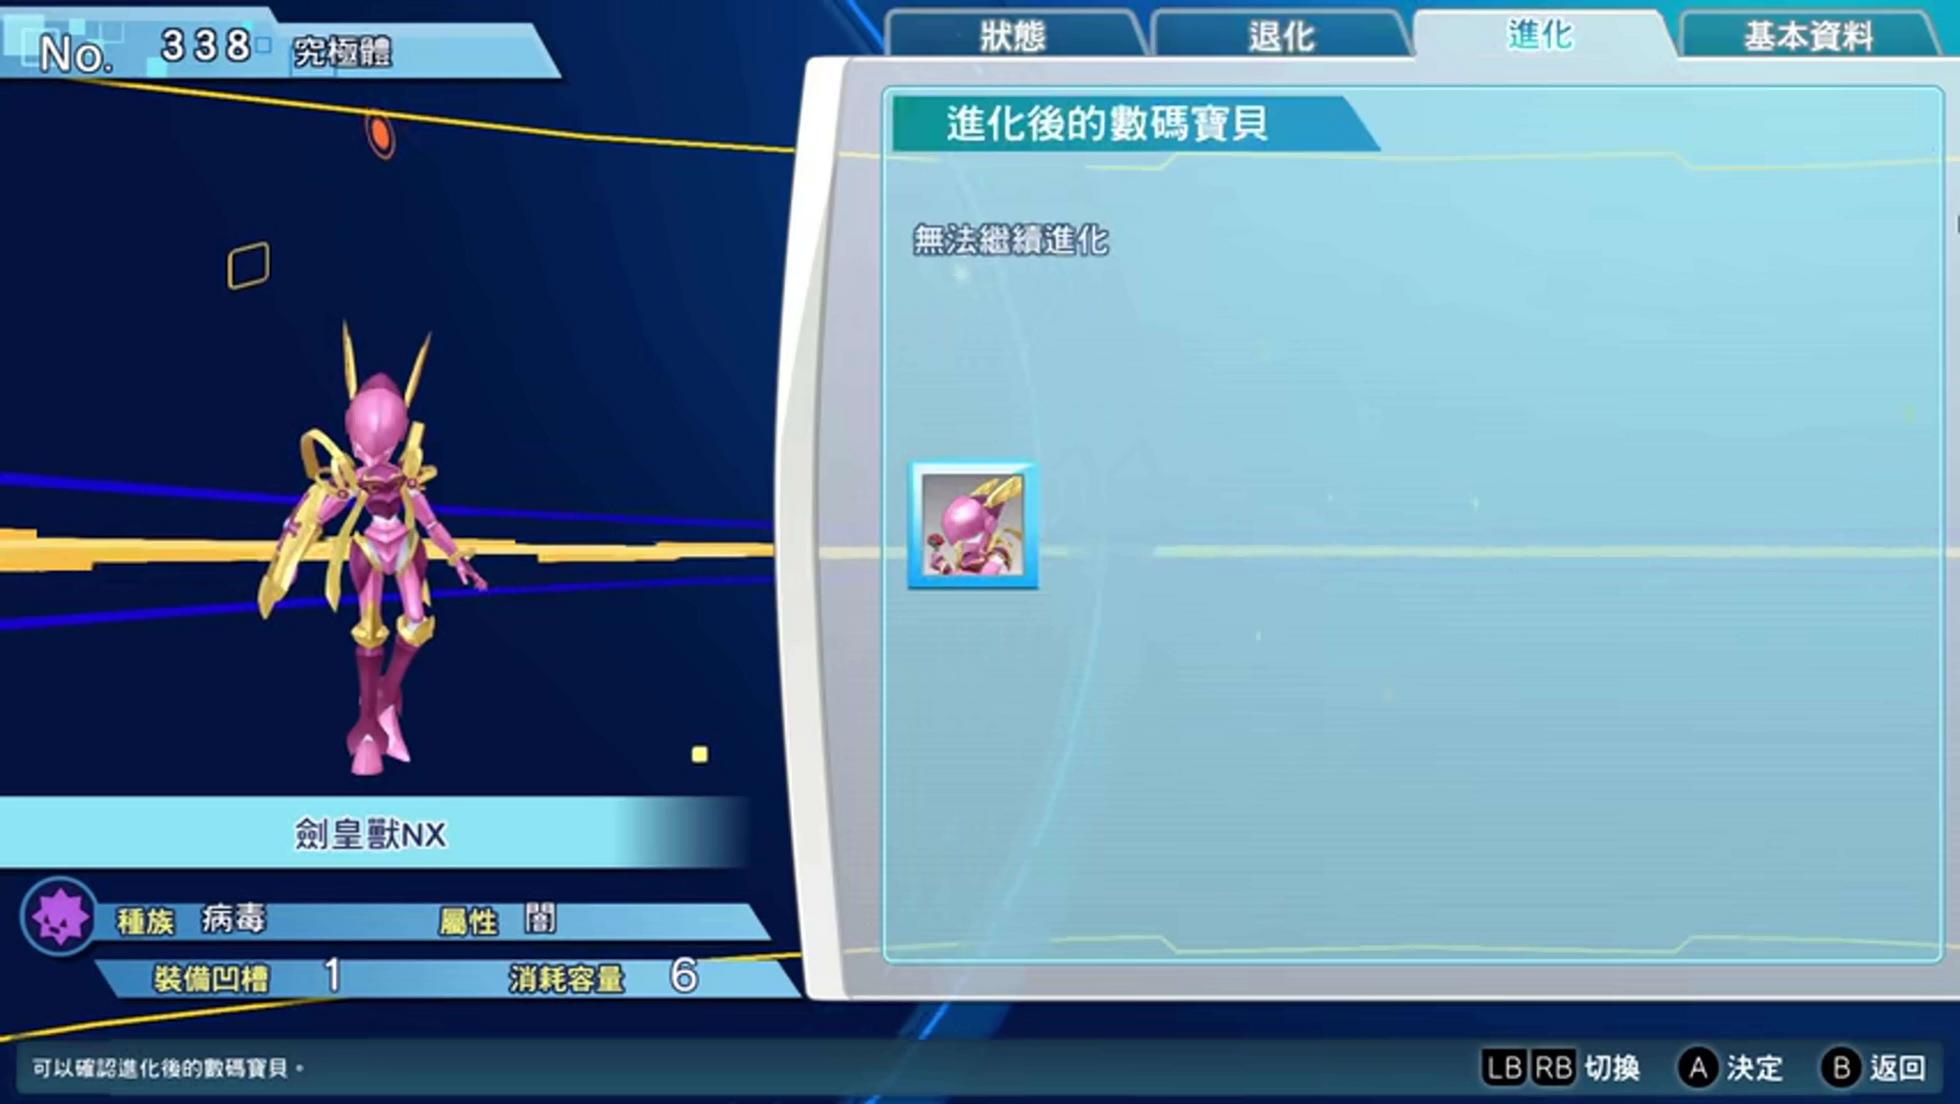 No. 338 究極體
狀態 退化 進化 基本資料
進化後的數碼寶貝
無法繼續進化
劍皇獸NX
種族 病毒 屬性 闇
裝備凹槽 1 消耗容量 6
可以確認進化後的數碼寶貝。
LB RB 切換 A 決定 B 返回